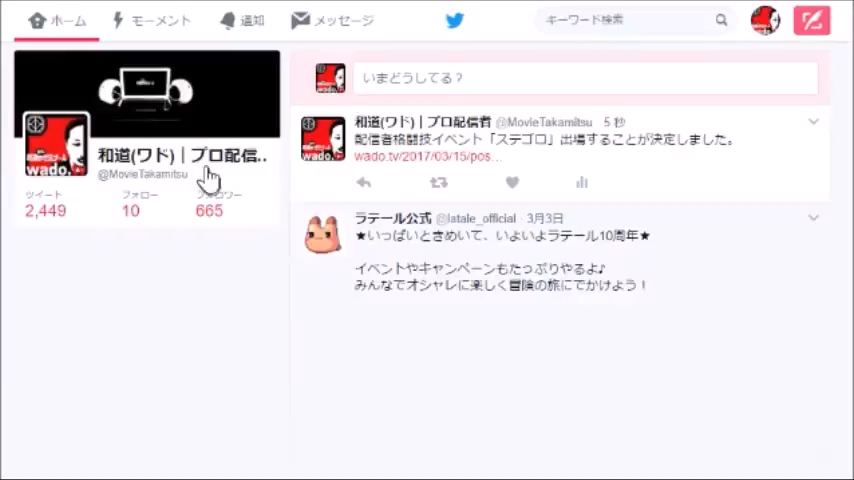 ホーム モーメント 通知 メッセージ キーワード検索
いまどうしてる？
和道(ワド)｜プロ配信..
@MovieTakamitsu
ツイート フォロー フォロワー
2,449 10 665
wado.
和道(ワド)｜プロ配信者 @MovieTakamitsu 5 秒
配信者格闘技イベント「ステゴロ」出場することが決定しました。
wado.tv/2017/03/15/pos...
wado.
ラテール公式 @latale_official · 3月3日
★いっぱいときめいて、いよいよラテール10周年★
イベントやキャンペーンもたっぷりやるよ♪
みんなでオシャレに楽しく冒険の旅にでかけよう！